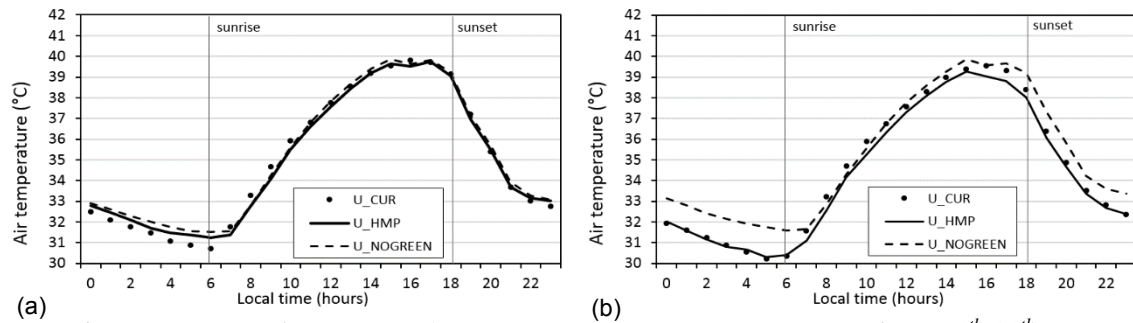 42
41
40
39
38
37
36
35
34
33
32
31
30
Air temperature (°C)
sunrise
sunset
U_CUR
U_HMP
U_NOGREEN
0 2 4 6 8 10 12 14 16 18 20 22
Local time (hours)
(a)
42
41
40
39
38
37
36
35
34
33
32
31
30
Air temperature (°C)
sunrise
sunset
U_CUR
U_HMP
U_NOGREEN
0 2 4 6 8 10 12 14 16 18 20 22
Local time (hours)
(b)